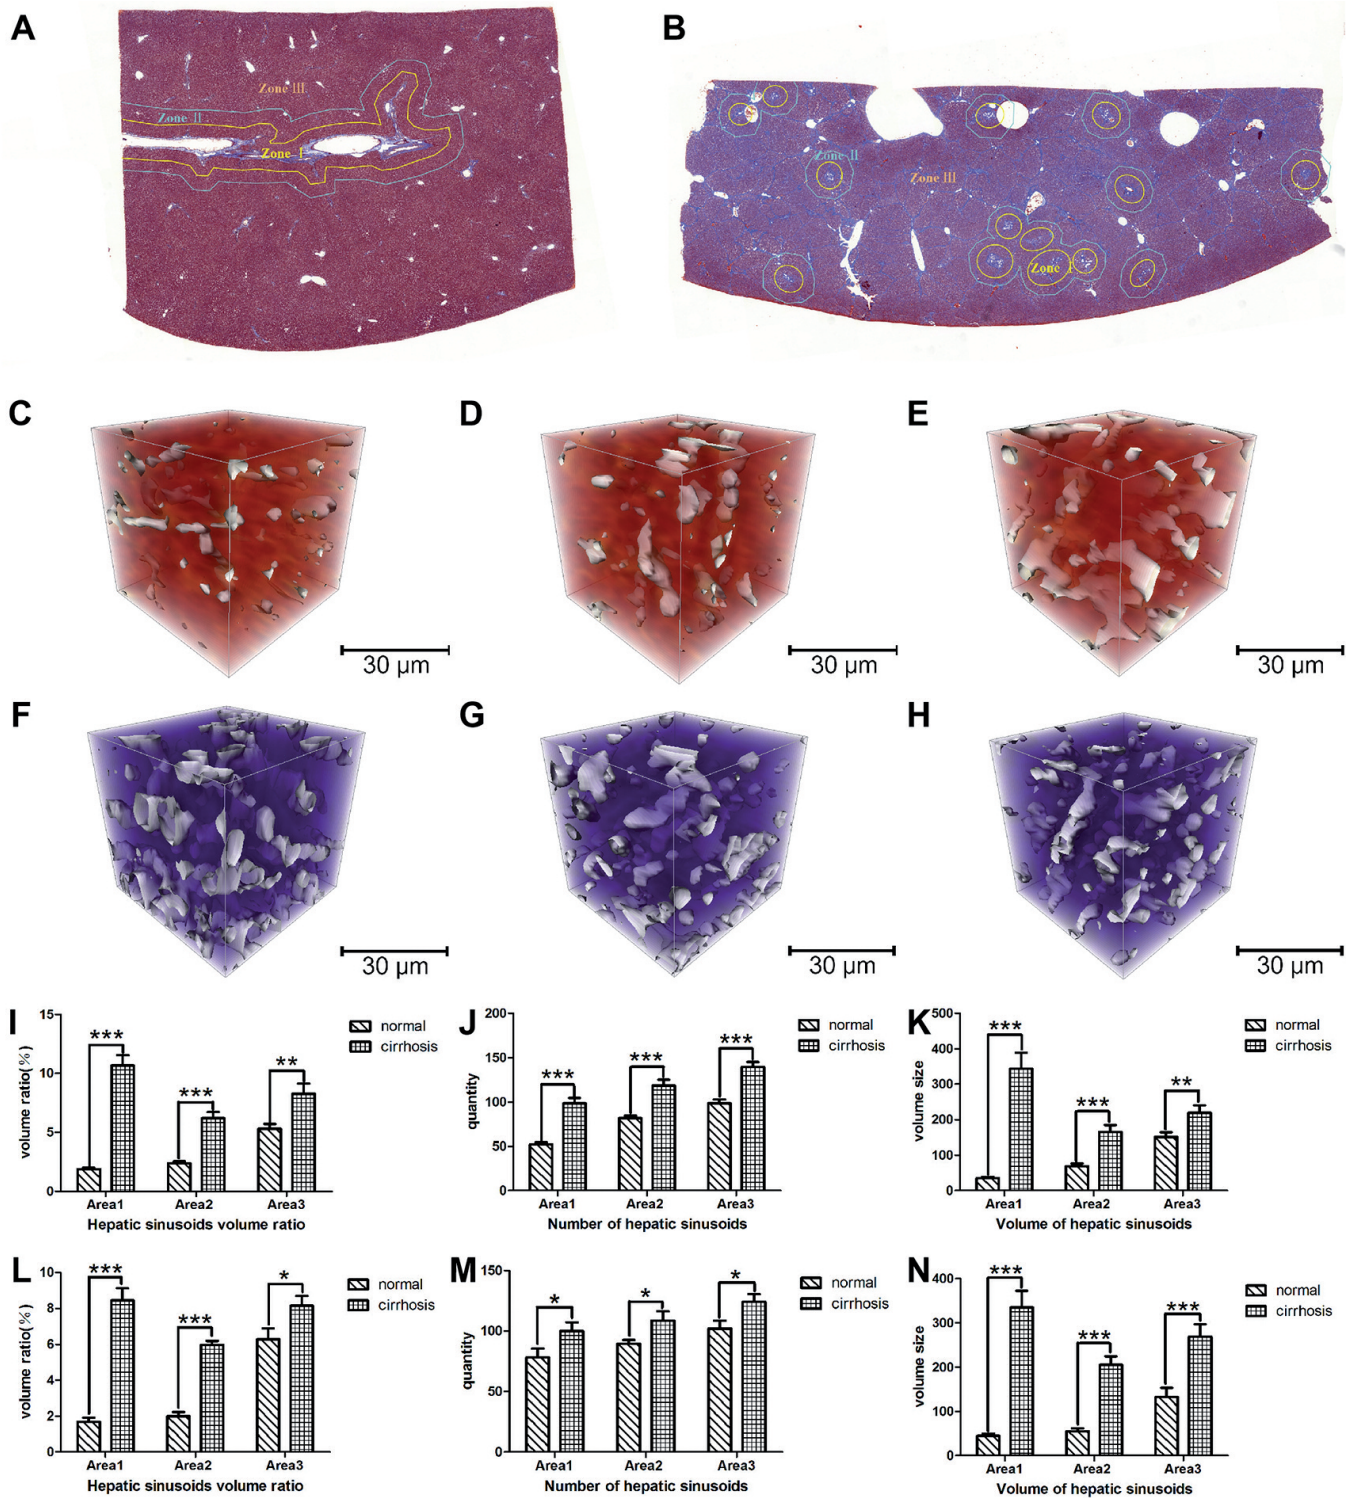 A
B
Zone III
Zone II
Zone I
Zone II
Zone III
Zone I
C
D
E
30 μm
30 μm
30 μm
F
G
H
30 μm
30 μm
30 μm
I
volume ratio(%)
15
10
5
0
***
***
**
normal
cirrhosis
Area1
Area2
Area3
Hepatic sinusoids volume ratio
J
quantity
200
150
100
50
0
***
***
***
normal
cirrhosis
Area1
Area2
Area3
Number of hepatic sinusoids
K
volume size
500
400
300
200
100
0
***
***
**
normal
cirrhosis
Area1
Area2
Area3
Volume of hepatic sinusoids
L
volume ratio(%)
10
8
6
4
2
0
***
***
*
normal
cirrhosis
Area1
Area2
Area3
Hepatic sinusoids volume ratio
M
quantity
150
100
50
0
*
*
*
normal
cirrhosis
Area1
Area2
Area3
Number of hepatic sinusoids
N
volume size
400
300
200
100
0
***
***
***
normal
cirrhosis
Area1
Area2
Area3
Volume of hepatic sinusoids